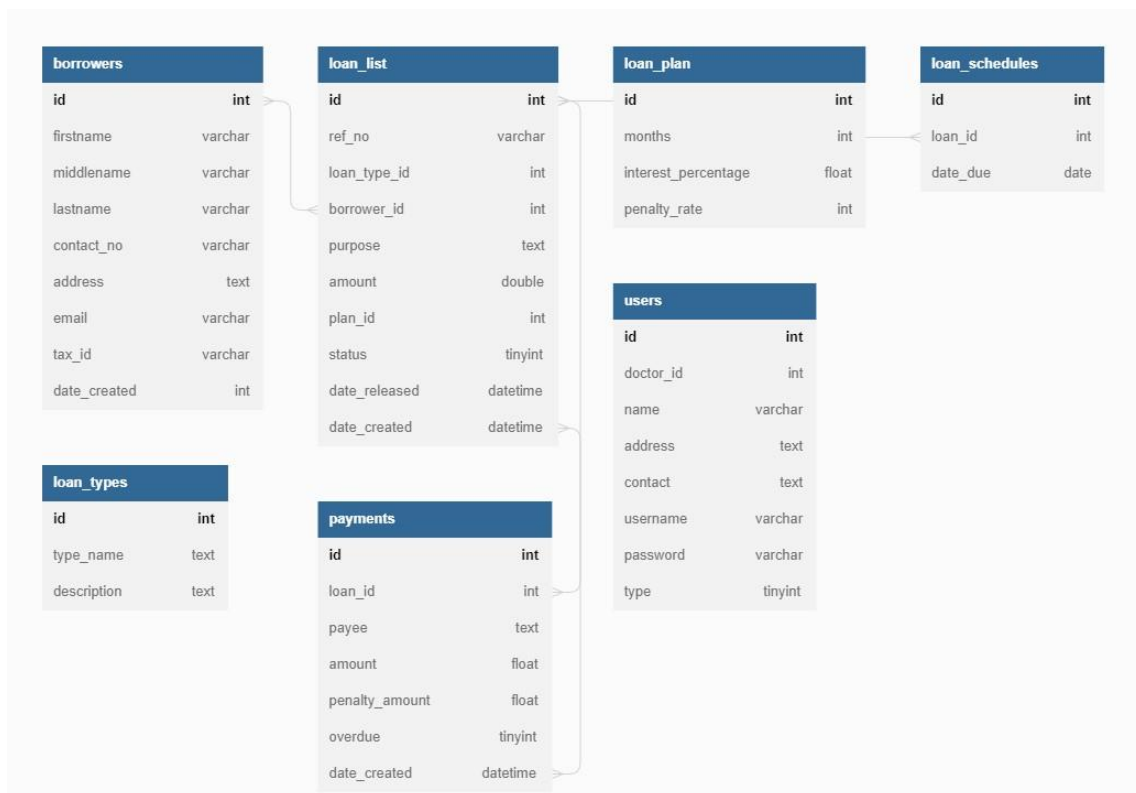 borrowers
id int
firstname varchar
middlename varchar
lastname varchar
contact_no varchar
address text
email varchar
tax_id varchar
date_created int
loan_list
id int
ref_no varchar
loan_type_id int
borrower_id int
purpose text
amount double
plan_id int
status tinyint
date_released datetime
date_created datetime
loan_plan
id int
months int
interest_percentage float
penalty_rate int
loan_schedules
id int
loan_id int
date_due date
users
id int
doctor_id int
name varchar
address text
contact text
username varchar
password varchar
type tinyint
loan_types
id int
type_name text
description text
payments
id int
loan_id int
payee text
amount float
penalty_amount float
overdue tinyint
date_created datetime